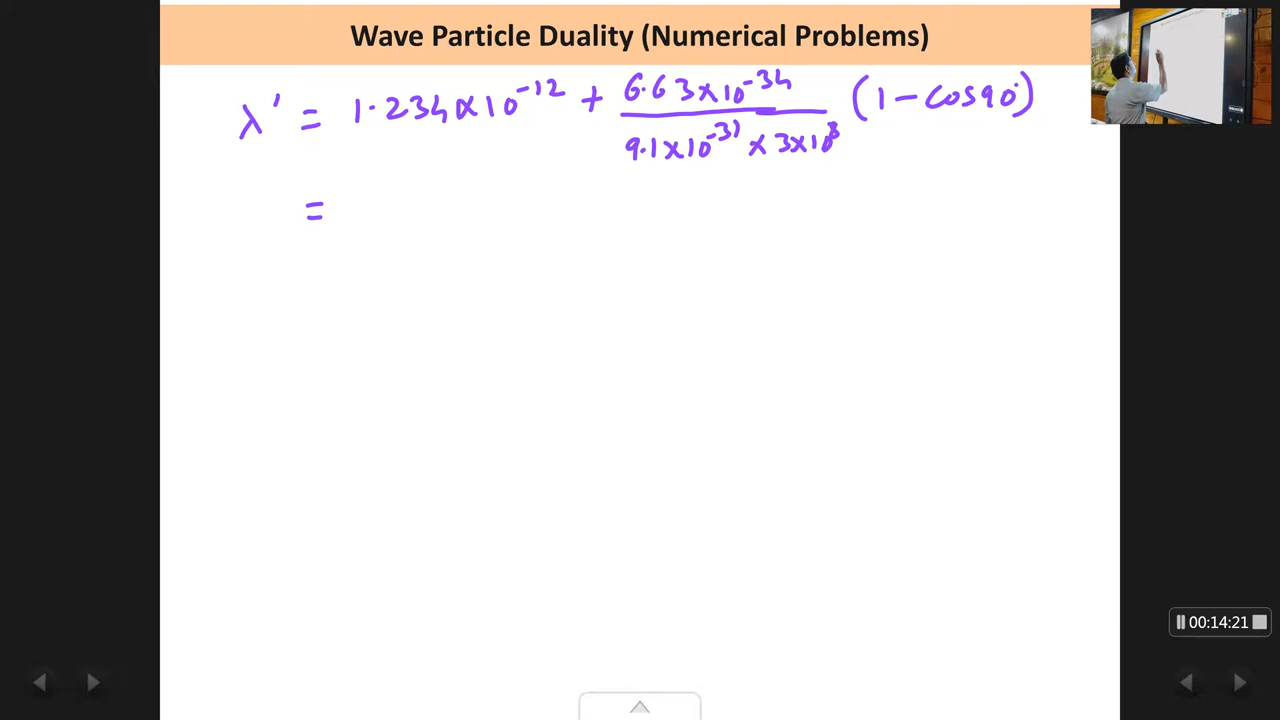 Wave Particle Duality (Numerical Problems)
λ' = 1.234×10⁻¹² + 6.63×10⁻³⁴ / 9.1×10⁻³¹ × 3×10⁸ (1 − cos90°)
=
00:14:21